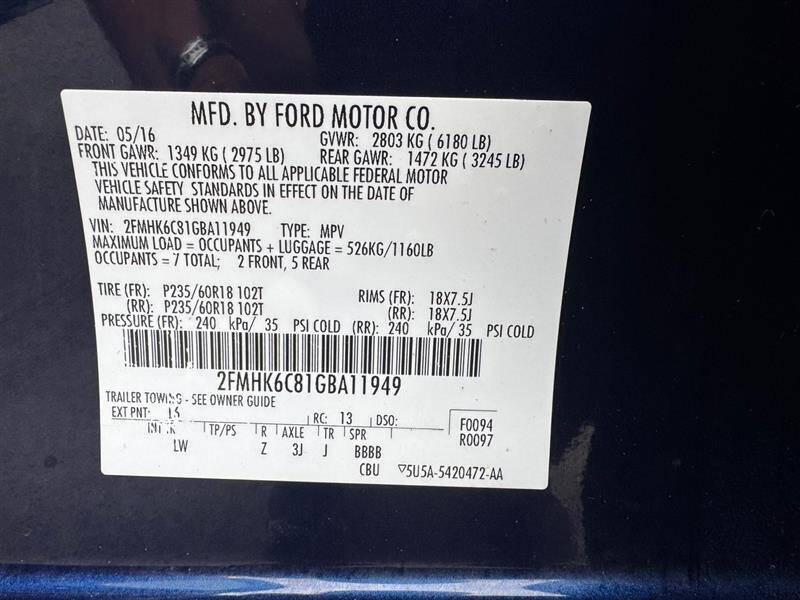 MFD. BY FORD MOTOR CO.
DATE: 05/16 GVWR: 2803 KG ( 6180 LB)
FRONT GAWR: 1349 KG ( 2975 LB) REAR GAWR: 1472 KG ( 3245 LB)
THIS VEHICLE CONFORMS TO ALL APPLICABLE FEDERAL MOTOR
VEHICLE SAFETY STANDARDS IN EFFECT ON THE DATE OF
MANUFACTURE SHOWN ABOVE.
VIN: 2FMHK6C81GBA11949 TYPE: MPV
MAXIMUM LOAD = OCCUPANTS + LUGGAGE = 526KG/1160LB
OCCUPANTS = 7 TOTAL; 2 FRONT, 5 REAR
TIRE (FR): P235/60R18 102T RIMS (FR): 18X7.5J
(RR): P235/60R18 102T (RR): 18X7.5J
PRESSURE (FR): 240 kPa/ 35 PSI COLD (RR): 240 kPa/ 35 PSI COLD
2FMHK6C81GBA11949
TRAILER TOWING - SEE OWNER GUIDE
EXT PNT: RC: 13 DSO: F0094
TP/PS R AXLE TR SPR R0097
LW Z 3J J BBBB
CBU 5U5A-5420472-AA